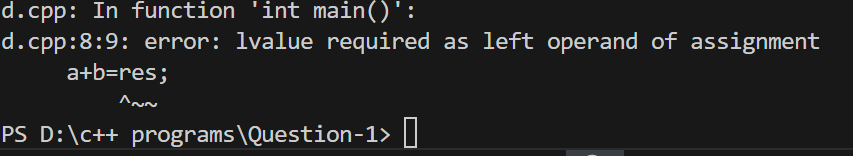 d.cpp: In function 'int main()':
d.cpp:8:9: error: lvalue required as left operand of assignment
     a+b=res;
         ^~~
PS D:\c++ programs\Question-1>